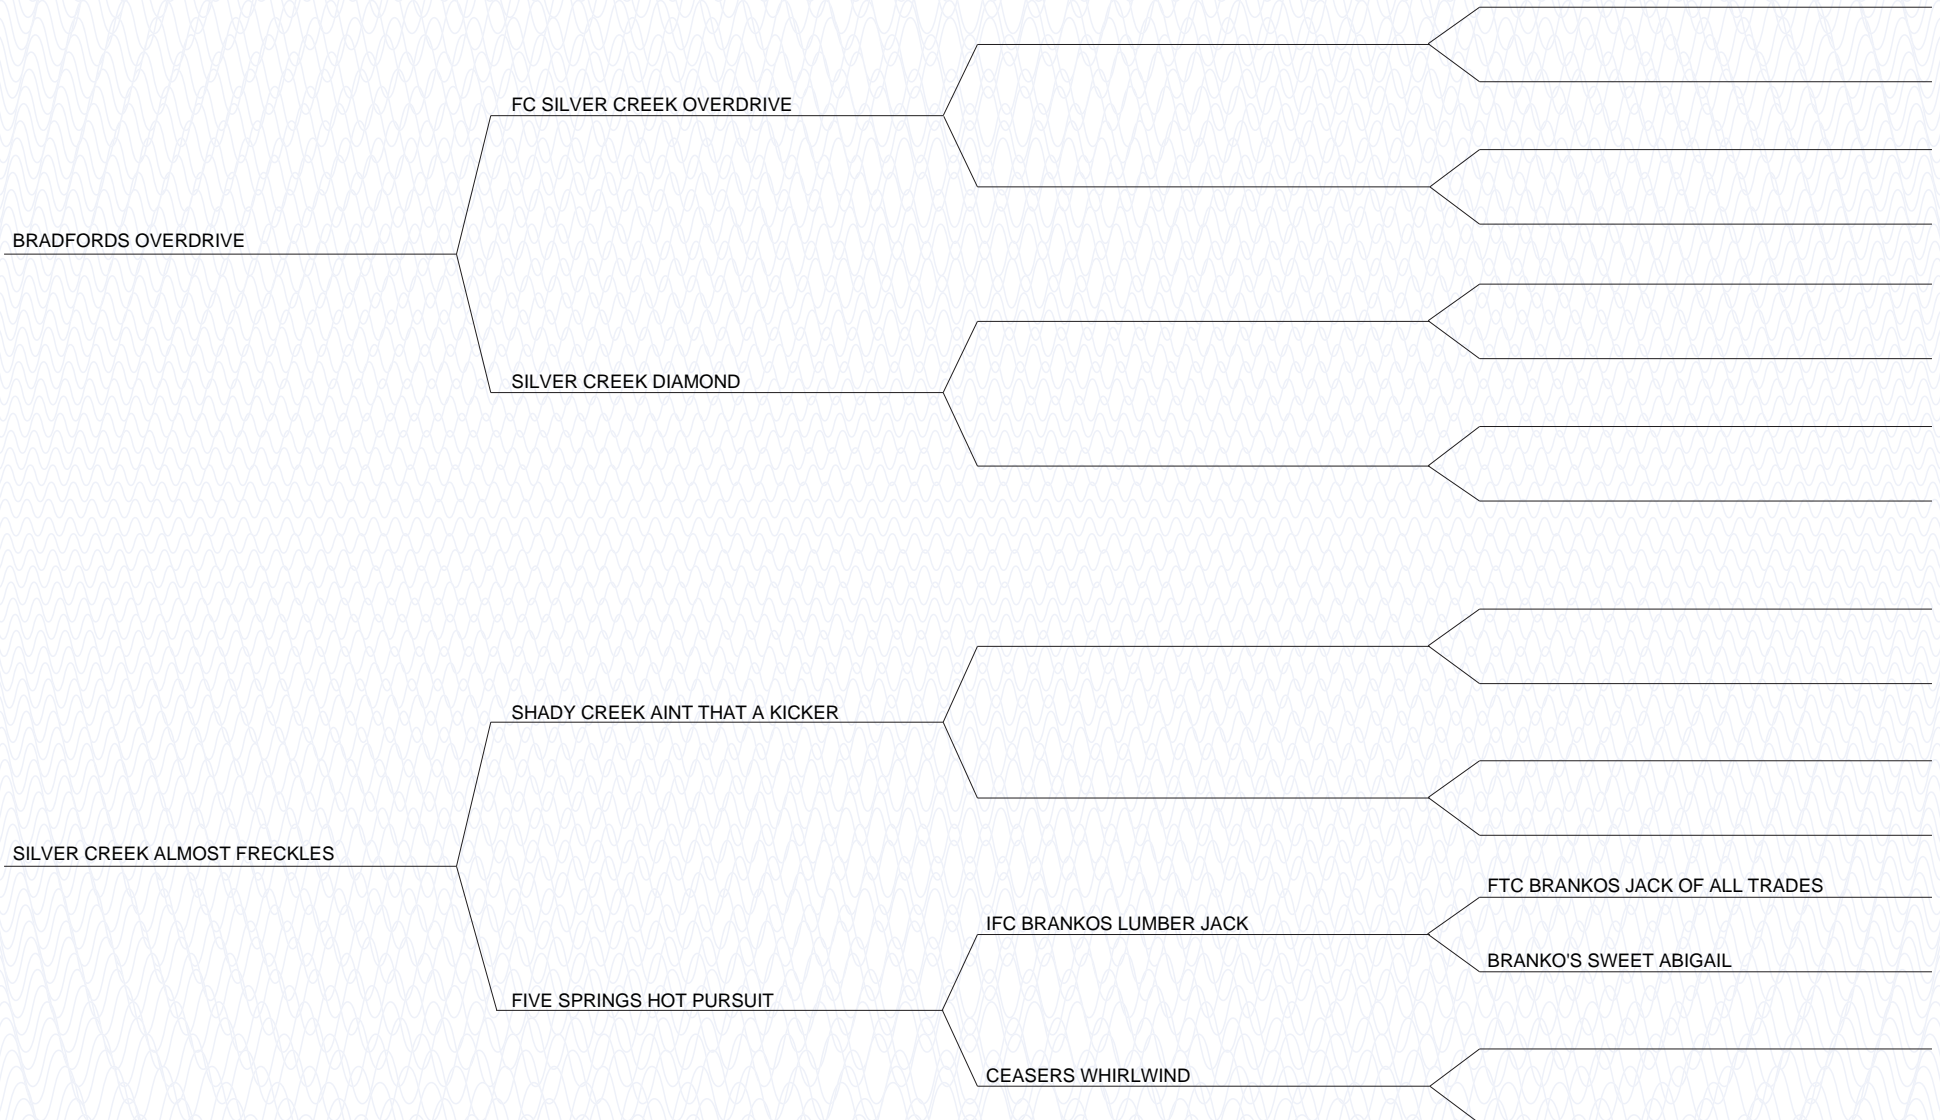 FC SILVER CREEK OVERDRIVE
BRADFORDS OVERDRIVE
SILVER CREEK DIAMOND
SHADY CREEK AINT THAT A KICKER
SILVER CREEK ALMOST FRECKLES
FTC BRANKOS JACK OF ALL TRADES
IFC BRANKOS LUMBER JACK
BRANKO'S SWEET ABIGAIL
FIVE SPRINGS HOT PURSUIT
CEASERS WHIRLWIND